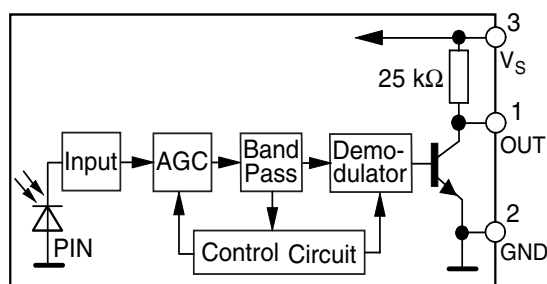 3
V_S
25 kΩ
1
OUT
Input
AGC
Band
Pass
Demo-
dulator
PIN
Control Circuit
2
GND